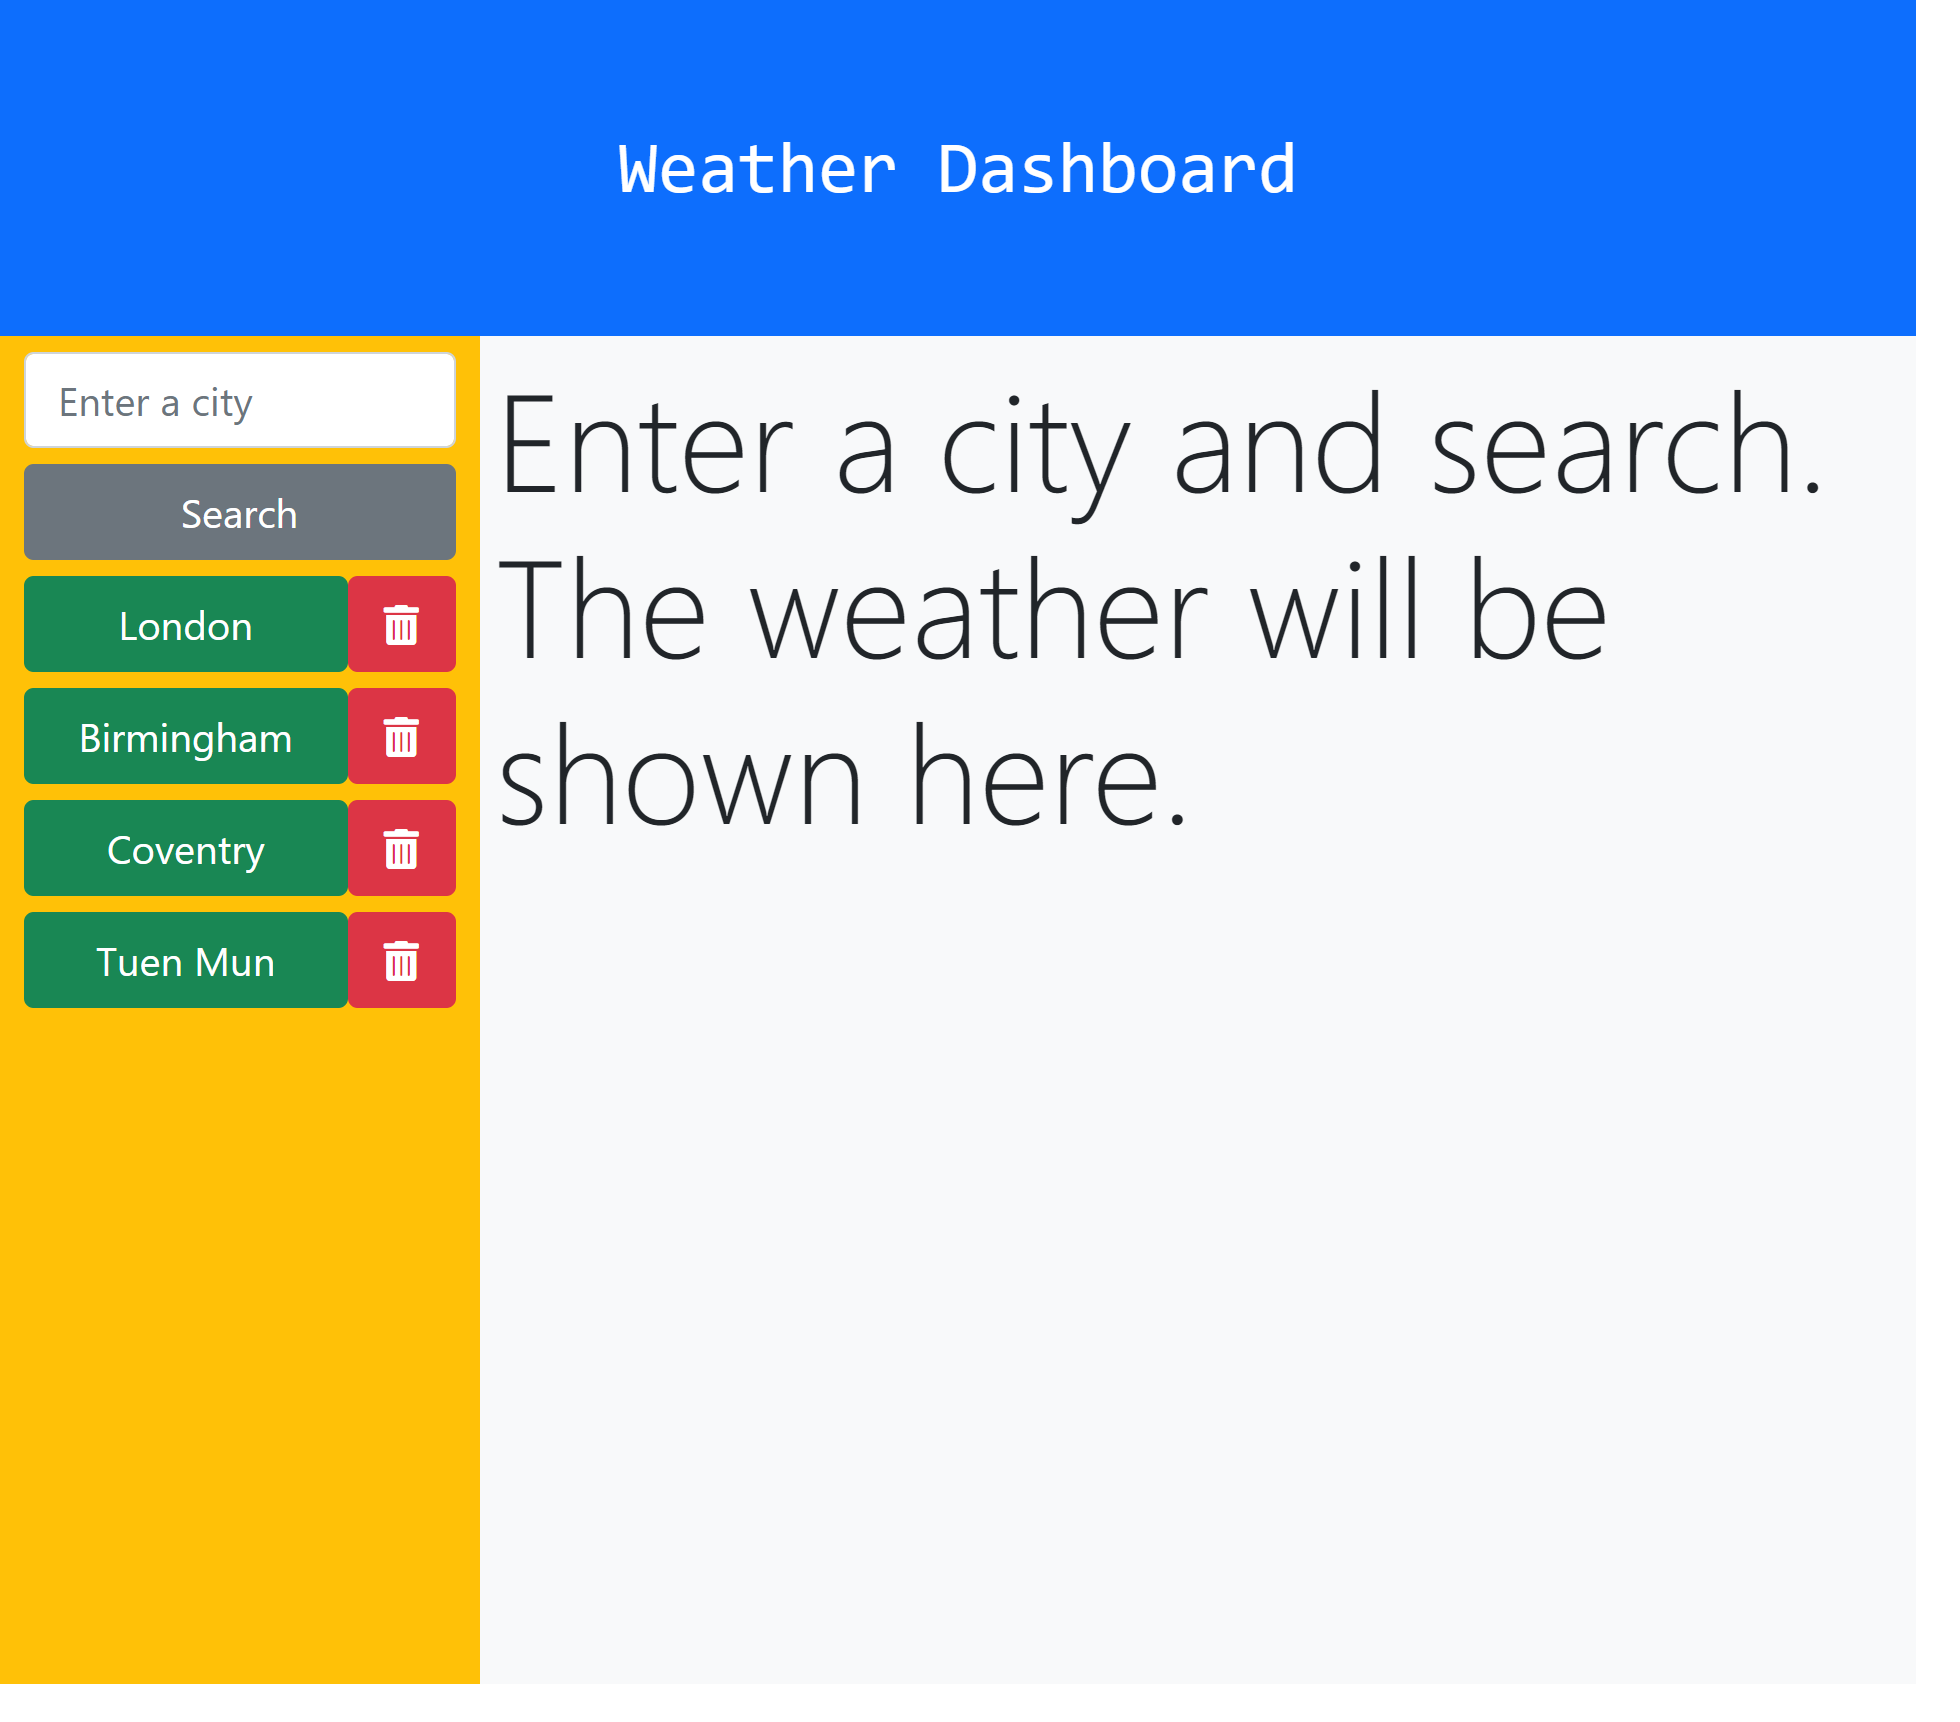 Weather Dashboard
Enter a city
Search
London
Birmingham
Coventry
Tuen Mun
Enter a city and search.
The weather will be
shown here.